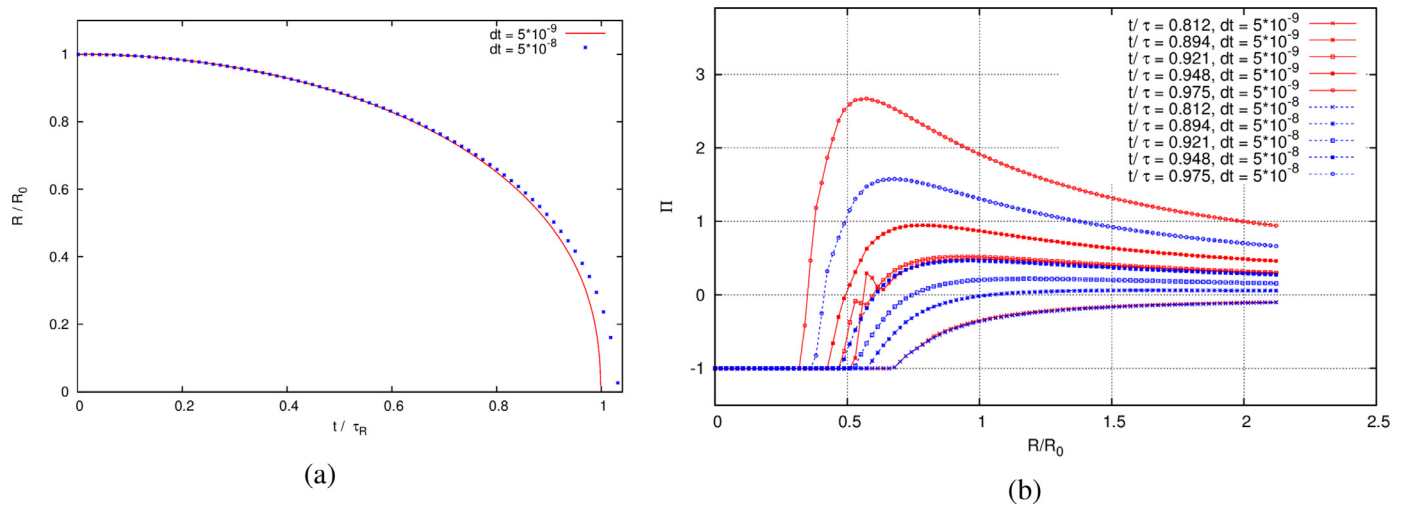 (a)
dt = 5*10-9
dt = 5*10-8
R / R0
1
0.8
0.6
0.4
0.2
0
0 0.2 0.4 0.6 0.8 1
t / τR
(a)
t/ τ = 0.812, dt = 5*10-9
t/ τ = 0.894, dt = 5*10-9
t/ τ = 0.921, dt = 5*10-9
t/ τ = 0.948, dt = 5*10-9
t/ τ = 0.975, dt = 5*10-9
t/ τ = 0.812, dt = 5*10-8
t/ τ = 0.894, dt = 5*10-8
t/ τ = 0.921, dt = 5*10-8
t/ τ = 0.948, dt = 5*10-8
t/ τ = 0.975, dt = 5*10-8
Π
3
2
1
0
-1
0 0.5 1 1.5 2 2.5
R/R0
(b)